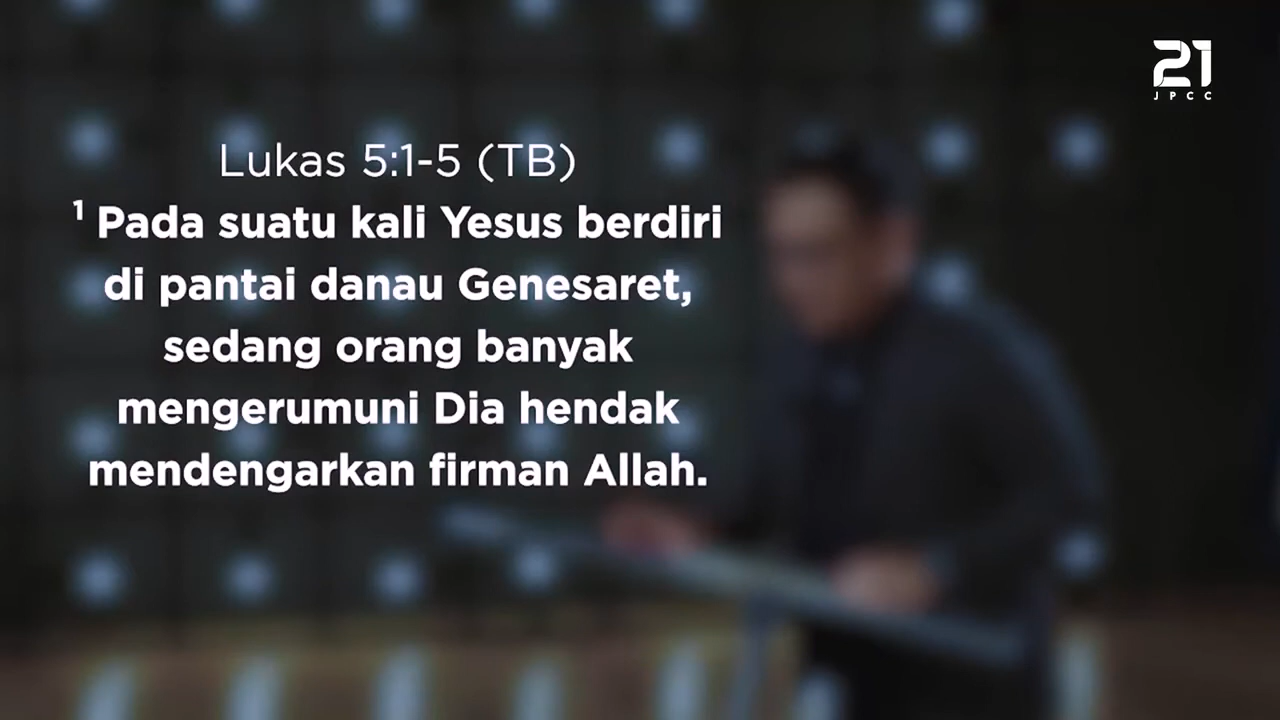 21
JPCC
Lukas 5:1-5 (TB)
¹ Pada suatu kali Yesus berdiri
di pantai danau Genesaret,
sedang orang banyak
mengerumuni Dia hendak
mendengarkan firman Allah.